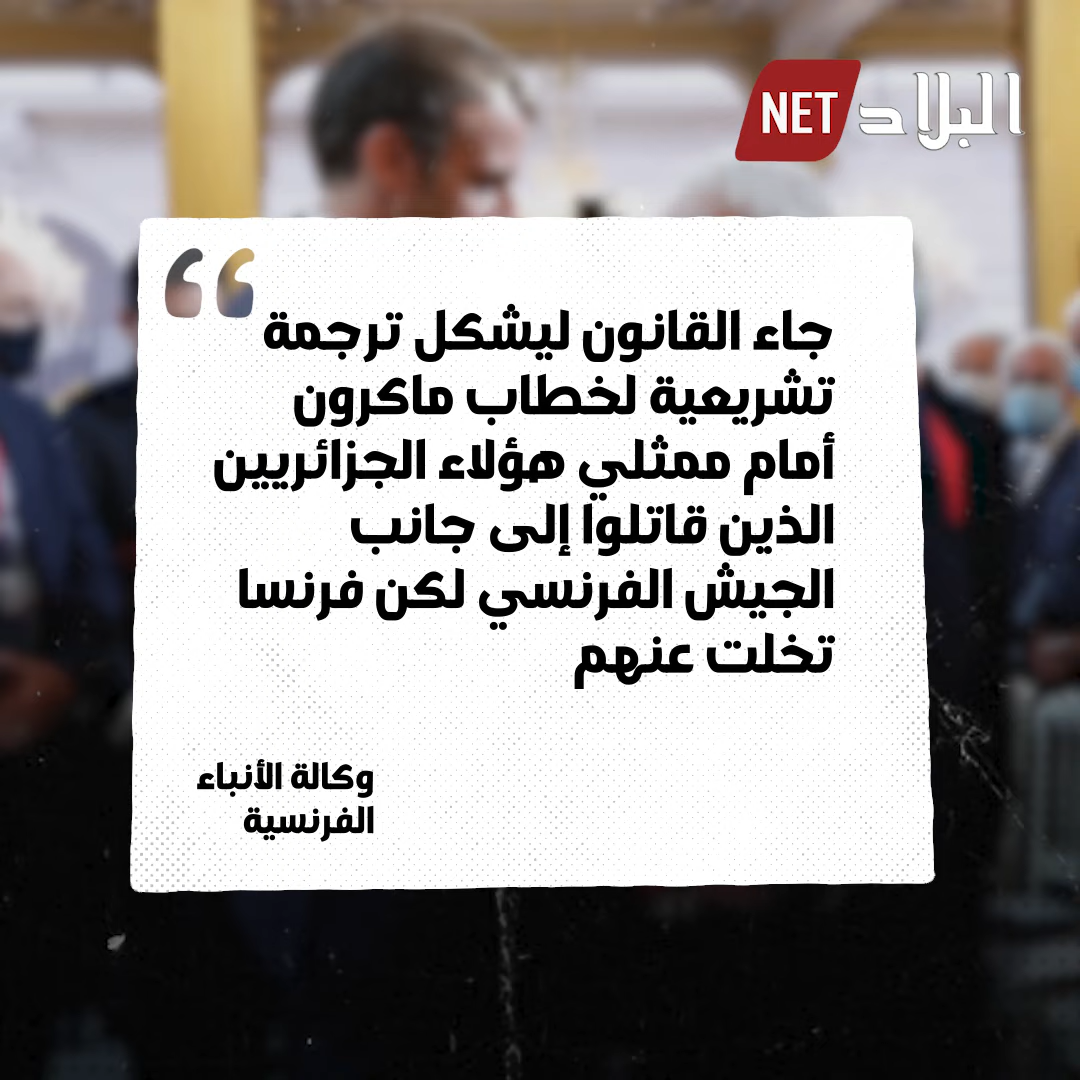 البلاد NET
جاء القانون ليشكل ترجمة
تشريعية لخطاب ماكرون
أمام ممثلي هؤلاء الجزائريين
الذين قاتلوا إلى جانب
الجيش الفرنسي لكن فرنسا
تخلت عنهم
وكالة الأنباء
الفرنسية